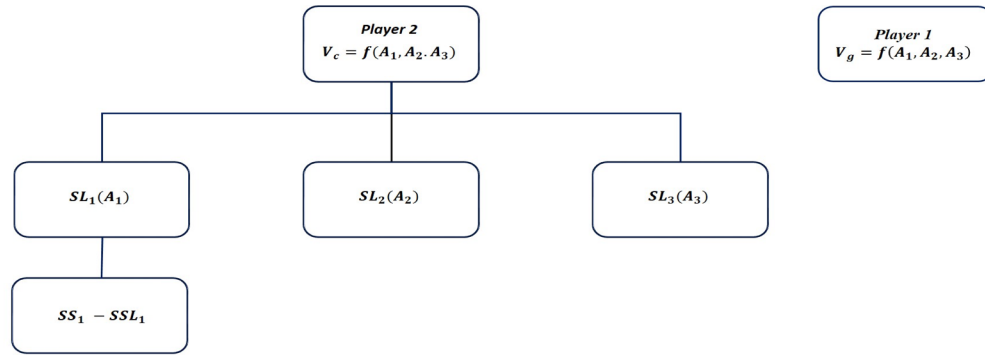 Player 2
V_c = f(A_1, A_2. A_3)
Player 1
V_g = f(A_1, A_2, A_3)
SL_1(A_1)
SL_2(A_2)
SL_3(A_3)
SS_1 − SSL_1